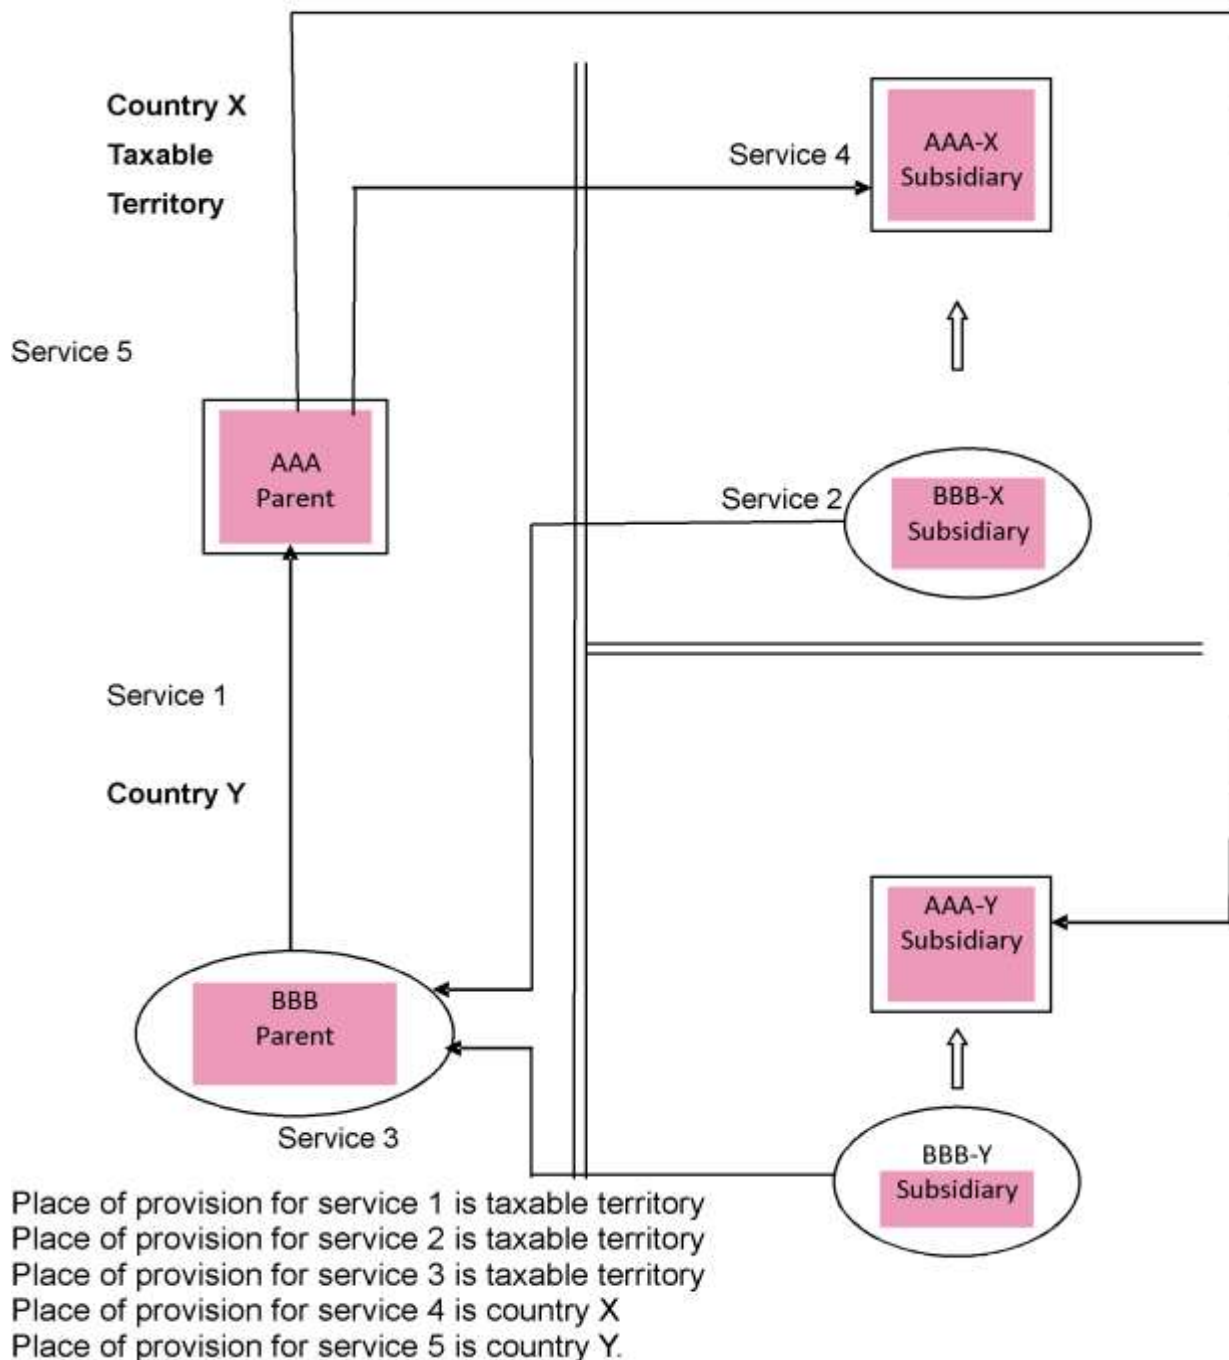 Country X
Taxable
Territory
Service 4
AAA-X
Subsidiary
Service 5
AAA
Parent
Service 2
BBB-X
Subsidiary
Service 1
Country Y
AAA-Y
Subsidiary
BBB
Parent
Service 3
BBB-Y
Subsidiary
Place of provision for service 1 is taxable territory
Place of provision for service 2 is taxable territory
Place of provision for service 3 is taxable territory
Place of provision for service 4 is country X
Place of provision for service 5 is country Y.